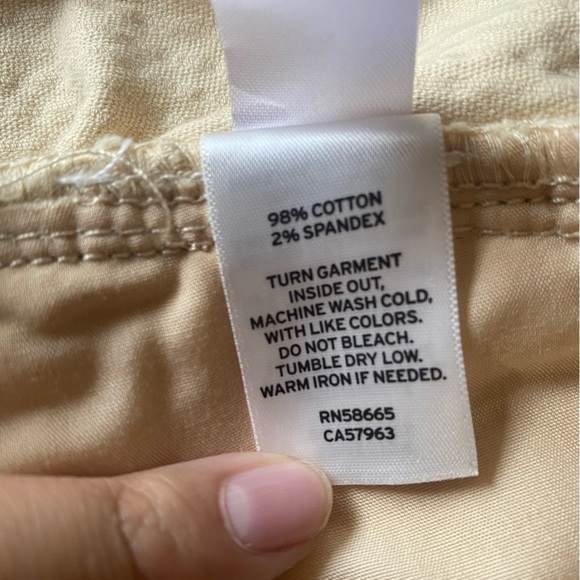 98% COTTON
2% SPANDEX
TURN GARMENT
INSIDE OUT,
MACHINE WASH COLD,
WITH LIKE COLORS.
DO NOT BLEACH.
TUMBLE DRY LOW.
WARM IRON IF NEEDED.
RN58665
CA57963